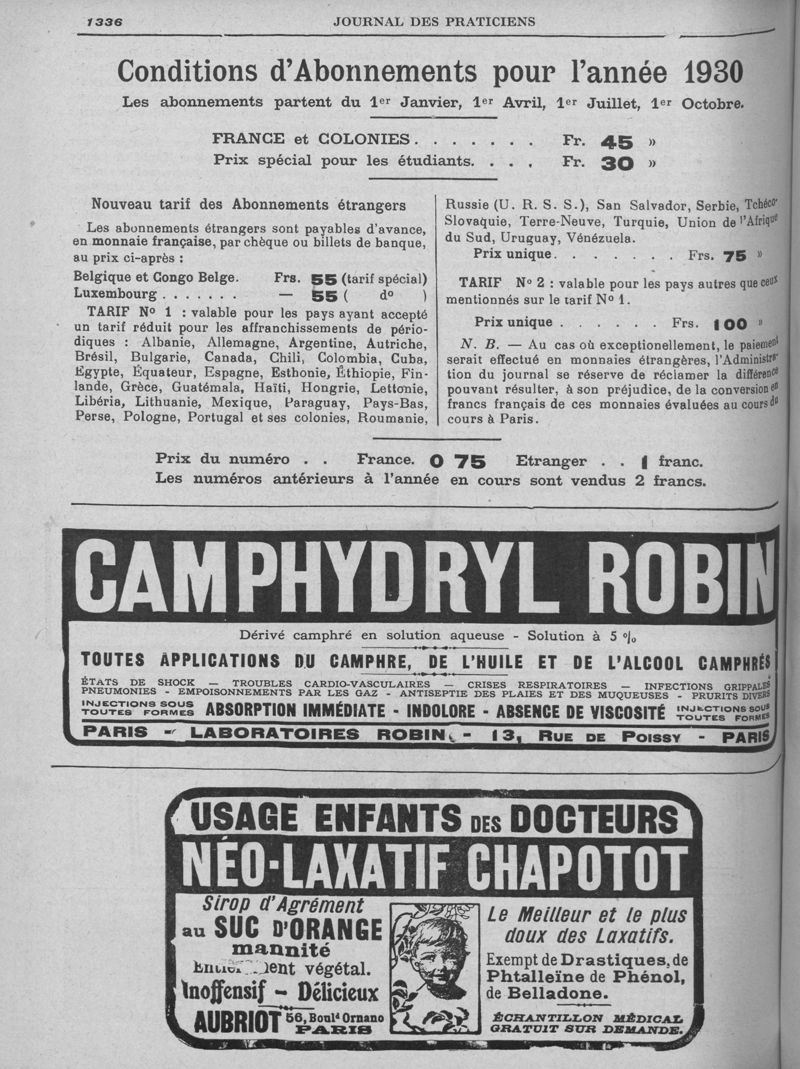 1336
JOURNAL DES PRATICIENS
Conditions d'Abonnements pour l'année 1930
Les abonnements partent du 1er Janvier, 1er Avril, 1er Juillet, 1er Octobre.
FRANCE et COLONIES . . . . . . . Fr. 45 »
Prix spécial pour les étudiants. . . . Fr. 30 »
Nouveau tarif des Abonnements étrangers
Les abonnements étrangers sont payables d'avance,
en monnaie française, par chèque ou billets de banque,
au prix ci-après :
Belgique et Congo Belge. Frs. 55 (tarif spécial)
Luxembourg . . . . . . . — 55 ( do )
TARIF No 1 : valable pour les pays ayant accepté
un tarif réduit pour les affranchissements de pério-
diques : Albanie, Allemagne, Argentine, Autriche,
Brésil, Bulgarie, Canada, Chili, Colombia, Cuba,
Égypte, Équateur, Espagne, Esthonie, Éthiopie, Fin-
lande, Grèce, Guatémala, Haïti, Hongrie, Lettonie,
Libéria, Lithuanie, Mexique, Paraguay, Pays-Bas,
Perse, Pologne, Portugal et ses colonies, Roumanie,
Russie (U. R. S. S.), San Salvador, Serbie, Tchéco-
Slovaquie, Terre-Neuve, Turquie, Union de l'Afrique
du Sud, Uruguay, Vénézuela.
Prix unique . . . . . . . Frs. 75 »
TARIF No 2 : valable pour les pays autres que ceux
mentionnés sur le tarif No 1.
Prix unique . . . . . . Frs. 100 »
N. B. — Au cas où exceptionellement, le paiement
serait effectué en monnaies étrangères, l'Administra-
tion du journal se réserve de réclamer la différence
pouvant résulter, à son préjudice, de la conversion en
francs français de ces monnaies évaluées au cours du
cours à Paris.
Prix du numéro . . France. 0 75 Etranger . . 1 franc.
Les numéros antérieurs à l'année en cours sont vendus 2 francs.
CAMPHYDRYL ROBIN
Dérivé camphré en solution aqueuse - Solution à 5 %
TOUTES APPLICATIONS DU CAMPHRE, DE L'HUILE ET DE L'ALCOOL CAMPHRÉS
ÉTATS DE SHOCK — TROUBLES CARDIO-VASCULAIRES — CRISES RESPIRATOIRES — INFECTIONS GRIPPALES
PNEUMONIES - EMPOISONNEMENTS PAR LES GAZ - ANTISEPTIE DES PLAIES ET DES MUQUEUSES - PRURITS DIVERS
INJECTIONS SOUS
TOUTES FORMES
ABSORPTION IMMÉDIATE - INDOLORE - ABSENCE DE VISCOSITÉ
INJECTIONS SOUS
TOUTES FORMES
PARIS - LABORATOIRES ROBIN, - 13, RUE DE POISSY - PARIS
USAGE ENFANTS DES DOCTEURS
NÉO-LAXATIF CHAPOTOT
Sirop d'Agrément
au SUC D'ORANGE
mannité
végétal.
Inoffensif - Délicieux
AUBRIOT 56, Bould Ornano
PARIS
Le Meilleur et le plus
doux des Laxatifs.
Exempt de Drastiques, de
Phtalleïne de Phénol,
de Belladone.
ÉCHANTILLON MÉDICAL
GRATUIT SUR DEMANDE.